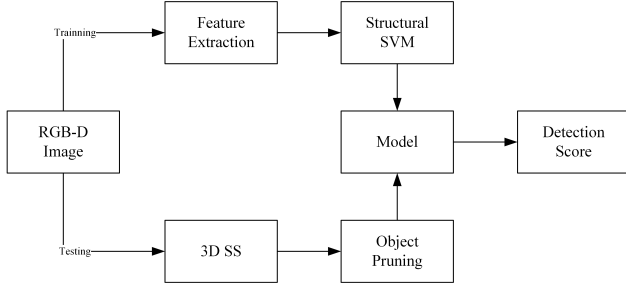 Trainning
Feature
Extraction
Structural
SVM
RGB-D
Image
Model
Detection
Score
Testing
3D SS
Object
Pruning